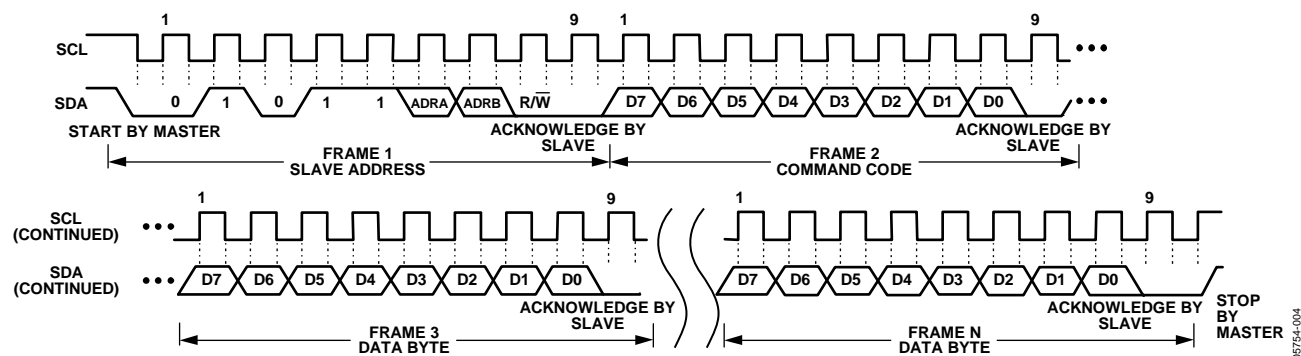 1 9 1 9
SCL
SDA 0 1 0 1 1 ADRA ADRB R/W̅ D7 D6 D5 D4 D3 D2 D1 D0
START BY MASTER ACKNOWLEDGE BY SLAVE ACKNOWLEDGE BY SLAVE
FRAME 1 SLAVE ADDRESS FRAME 2 COMMAND CODE
1 9 1 9
SCL (CONTINUED)
SDA (CONTINUED) D7 D6 D5 D4 D3 D2 D1 D0 D7 D6 D5 D4 D3 D2 D1 D0
ACKNOWLEDGE BY SLAVE ACKNOWLEDGE BY SLAVE STOP BY MASTER
FRAME 3 DATA BYTE FRAME N DATA BYTE